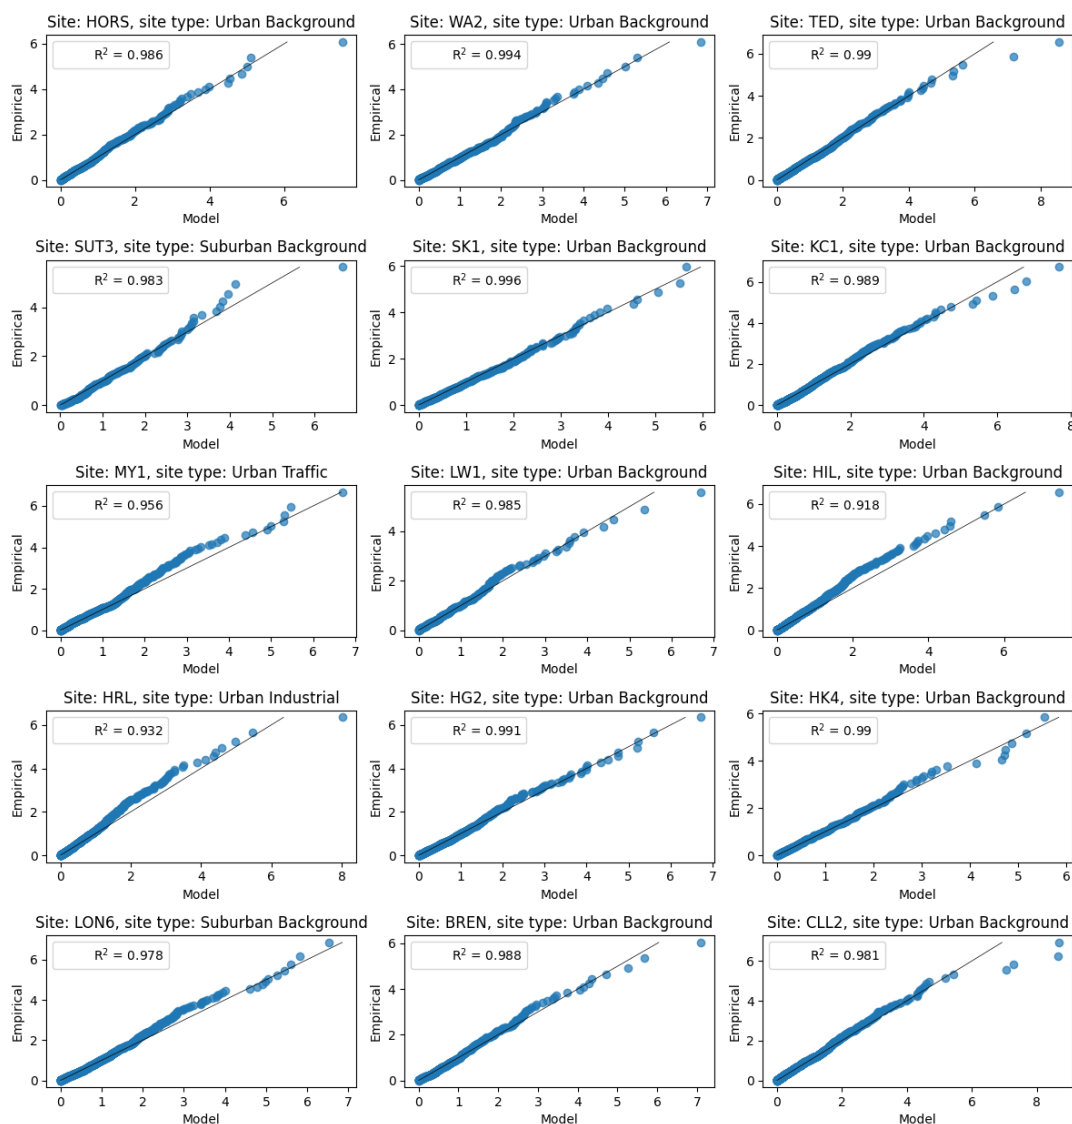 Site: HORS, site type: Urban Background
R² = 0.986
Empirical
6
4
2
0
0 2 4 6
Model
Site: WA2, site type: Urban Background
R² = 0.994
Empirical
6
4
2
0
0 1 2 3 4 5 6 7
Model
Site: TED, site type: Urban Background
R² = 0.99
Empirical
6
4
2
0
0 2 4 6 8
Model
Site: SUT3, site type: Suburban Background
R² = 0.983
Empirical
4
2
0
0 1 2 3 4 5 6
Model
Site: SK1, site type: Urban Background
R² = 0.996
Empirical
6
4
2
0
0 1 2 3 4 5 6
Model
Site: KC1, site type: Urban Background
R² = 0.989
Empirical
6
4
2
0
0 2 4 6 8
Model
Site: MY1, site type: Urban Traffic
R² = 0.956
Empirical
6
4
2
0
0 1 2 3 4 5 6 7
Model
Site: LW1, site type: Urban Background
R² = 0.985
Empirical
4
2
0
0 1 2 3 4 5 6 7
Model
Site: HIL, site type: Urban Background
R² = 0.918
Empirical
6
4
2
0
0 2 4 6
Model
Site: HRL, site type: Urban Industrial
R² = 0.932
Empirical
6
4
2
0
0 2 4 6 8
Model
Site: HG2, site type: Urban Background
R² = 0.991
Empirical
6
4
2
0
0 1 2 3 4 5 6 7
Model
Site: HK4, site type: Urban Background
R² = 0.99
Empirical
6
4
2
0
0 1 2 3 4 5 6
Model
Site: LON6, site type: Suburban Background
R² = 0.978
Empirical
6
4
2
0
0 1 2 3 4 5 6 7
Model
Site: BREN, site type: Urban Background
R² = 0.988
Empirical
6
4
2
0
0 1 2 3 4 5 6 7
Model
Site: CLL2, site type: Urban Background
R² = 0.981
Empirical
6
4
2
0
0 2 4 6 8
Model